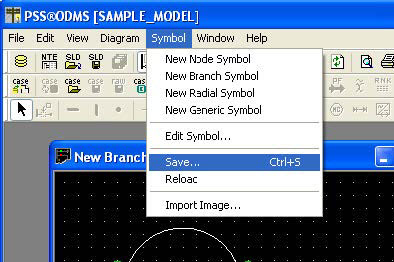 PSS®ODMS [SAMPLE_MODEL]
File Edit View Diagram Symbol Window Help
New Node Symbol
New Branch Symbol
New Radial Symbol
New Generic Symbol
Edit Symbol...
Save... Ctrl+S
Reload
Import Image...
NTE SLD SLD PF RNK
case case raw case case
New Branch